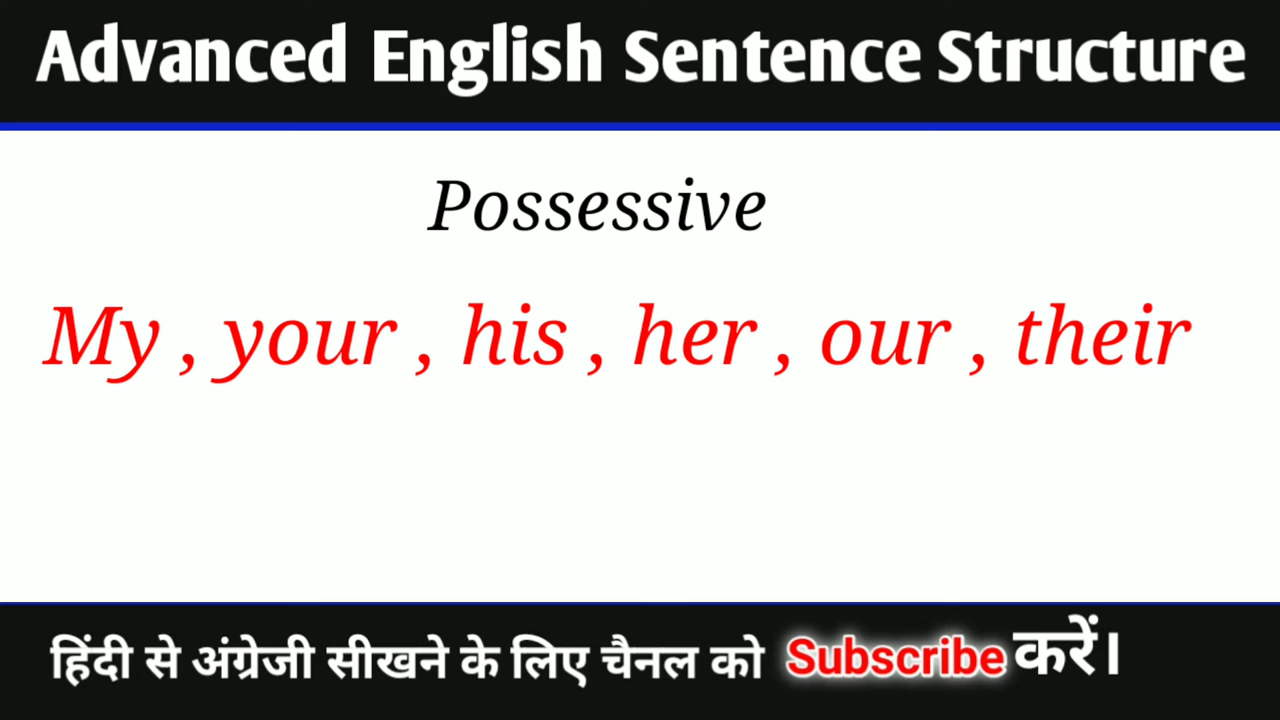 Advanced English Sentence Structure
Possessive
My , your , his , her , our , their
हिंदी से अंग्रेजी सीखने के लिए चैनल को Subscribe करें।